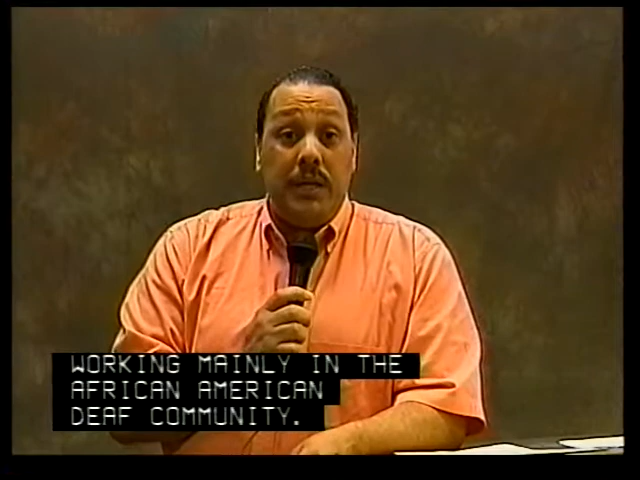 WORKING MAINLY IN THE
AFRICAN AMERICAN
DEAF COMMUNITY.